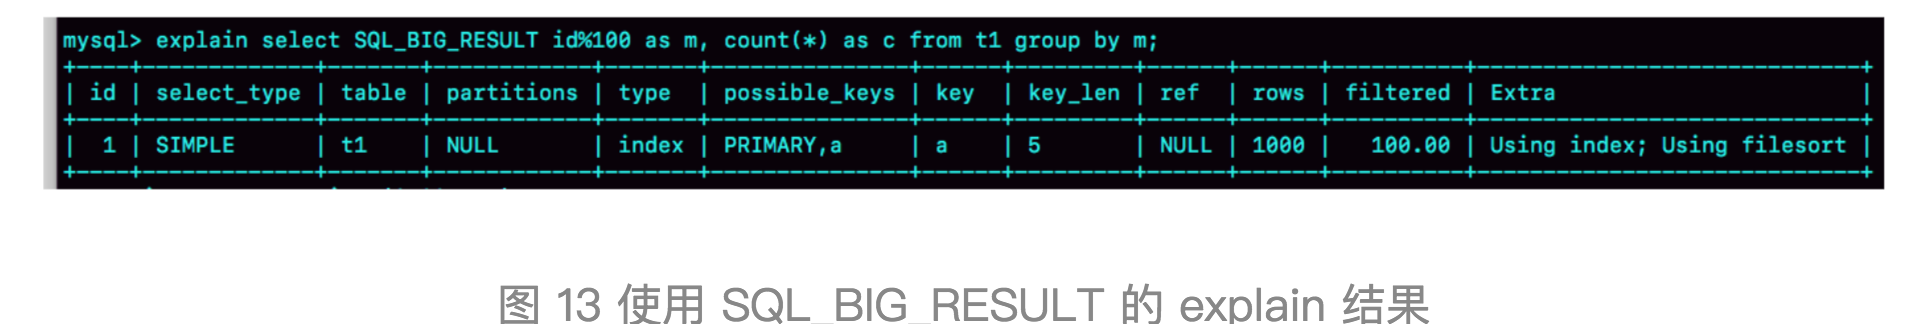 mysql> explain select SQL_BIG_RESULT id%100 as m, count(*) as c from t1 group by m;
+----+-------------+-------+------------+-------+---------------+------+---------+------+------+----------+-----------------------------+
| id | select_type | table | partitions | type  | possible_keys | key  | key_len | ref  | rows | filtered | Extra                       |
+----+-------------+-------+------------+-------+---------------+------+---------+------+------+----------+-----------------------------+
|  1 | SIMPLE      | t1    | NULL       | index | PRIMARY,a     | a    | 5       | NULL | 1000 |   100.00 | Using index; Using filesort |
+----+-------------+-------+------------+-------+---------------+------+---------+------+------+----------+-----------------------------+
图 13 使用 SQL_BIG_RESULT 的 explain 结果